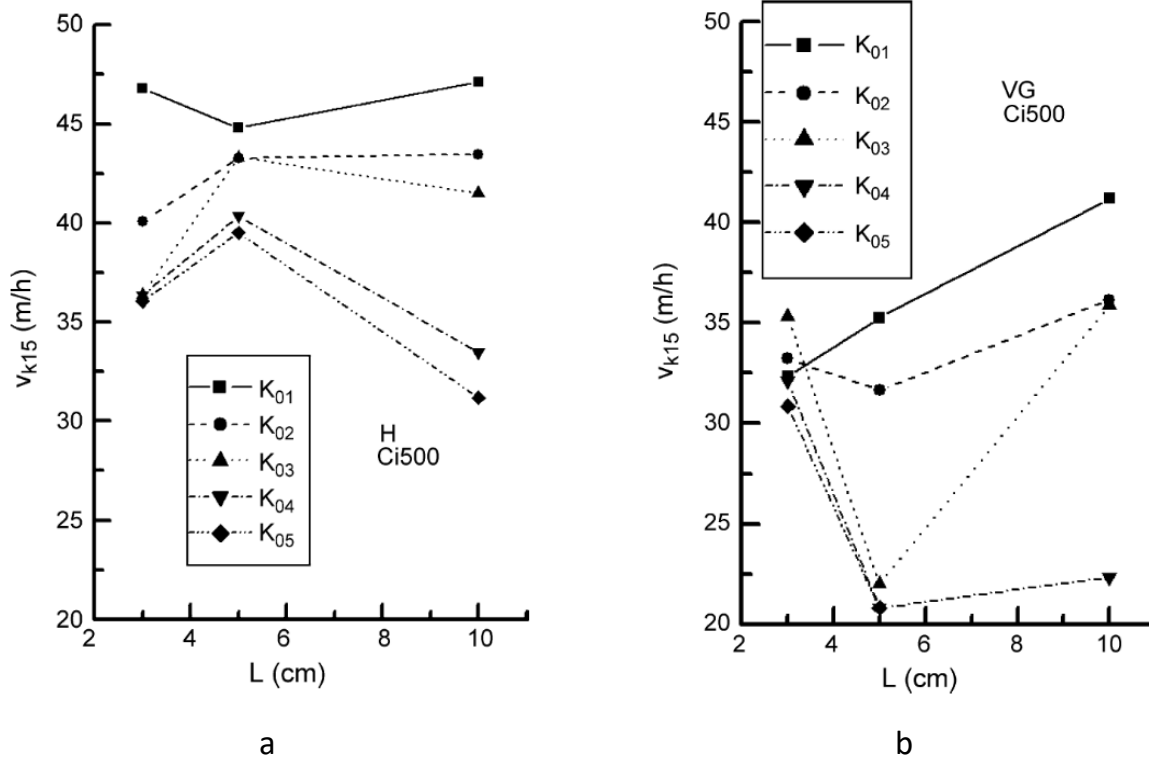 50
45
40
35
30
25
20
v_k15 (m/h)
K_01
K_02
K_03
K_04
K_05
H
Ci500
2 4 6 8 10
L (cm)
a
50
45
40
35
30
25
20
v_k15 (m/h)
K_01
K_02
K_03
K_04
K_05
VG
Ci500
2 4 6 8 10
L (cm)
b